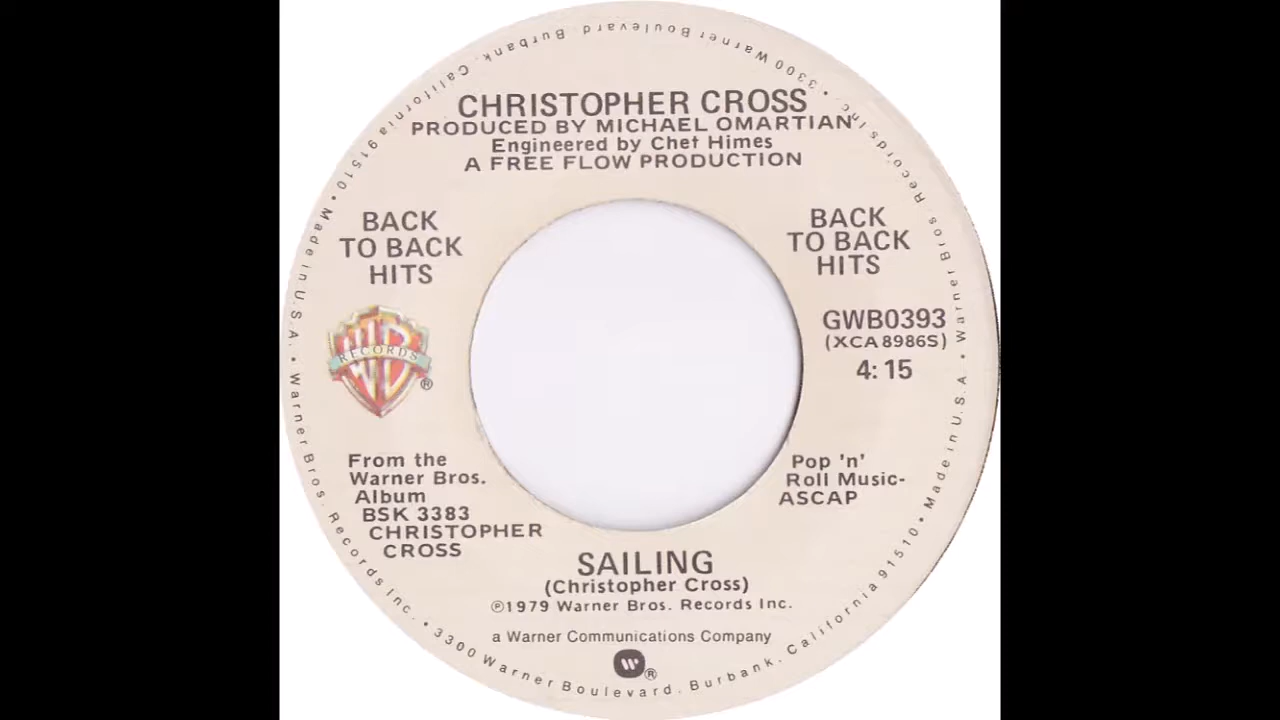 CHRISTOPHER CROSS
PRODUCED BY MICHAEL OMARTIAN
Engineered by Chet Himes
A FREE FLOW PRODUCTION
BACK
TO BACK
HITS
BACK
TO BACK
HITS
WB
RECORDS
®
GWB0393
(XCA8986S)
4:15
From the
Warner Bros.
Album
BSK 3383
CHRISTOPHER
CROSS
Pop 'n'
Roll Music-
ASCAP
SAILING
(Christopher Cross)
℗1979 Warner Bros. Records Inc.
a Warner Communications Company
W®
Made in U.S.A. • Warner Bros. Records Inc. • 3300 Warner Boulevard, Burbank, California 91510 • Made in U.S.A. • Warner Bros. Records Inc. • 3300 Warner Boulevard, Burbank, California 91510 •